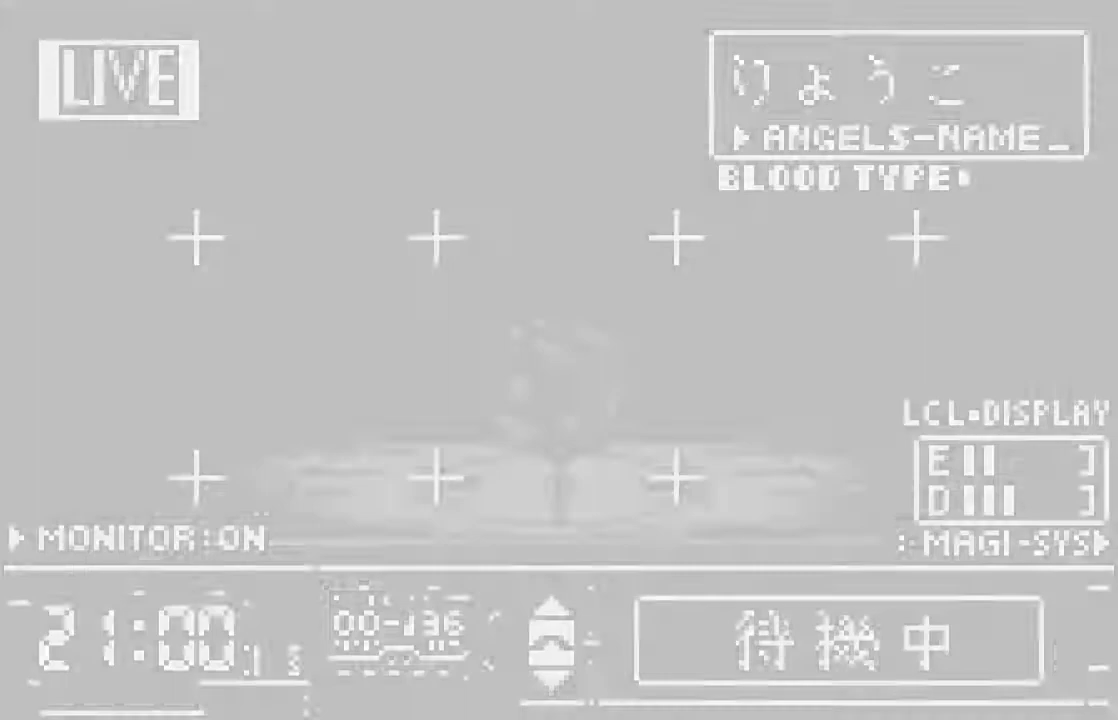 LIVE
りょうこ
▶ANGELS-NAME_
BLOOD TYPE
LCL•DISPLAY
E
D
▶MONITOR:ON
MAGI-SYS▶
21:00
待機中